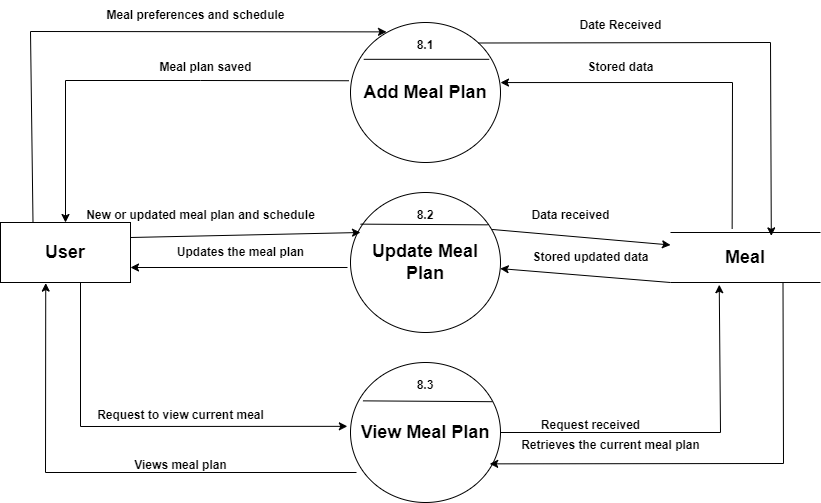 Meal preferences and schedule
Date Received
8.1
Meal plan saved
Stored data
Add Meal Plan
New or updated meal plan and schedule
8.2
Data received
User
Updates the meal plan
Update Meal
Plan
Stored updated data
Meal
8.3
Request to view current meal
Request received
View Meal Plan
Retrieves the current meal plan
Views meal plan